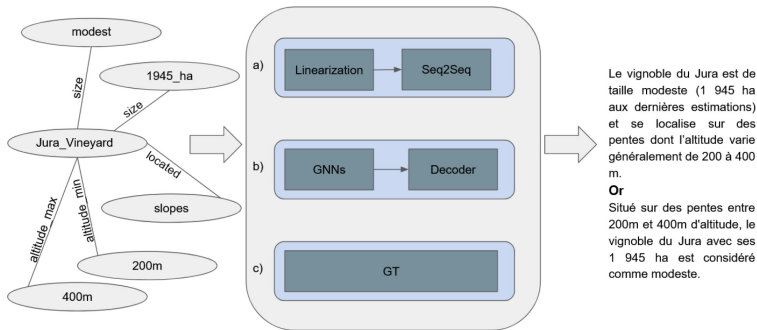 modest
1945_ha
size
size
Jura_Vineyard
located
altitude_max
altitude_min
slopes
200m
400m
a)
Linearization
Seq2Seq
b)
GNNs
Decoder
c)
GT
Le vignoble du Jura est de
taille modeste (1 945 ha
aux dernières estimations)
et se localise sur des
pentes dont l'altitude varie
généralement de 200 à 400
m.
Or
Situé sur des pentes entre
200m et 400m d'altitude, le
vignoble du Jura avec ses
1 945 ha est considéré
comme modeste.